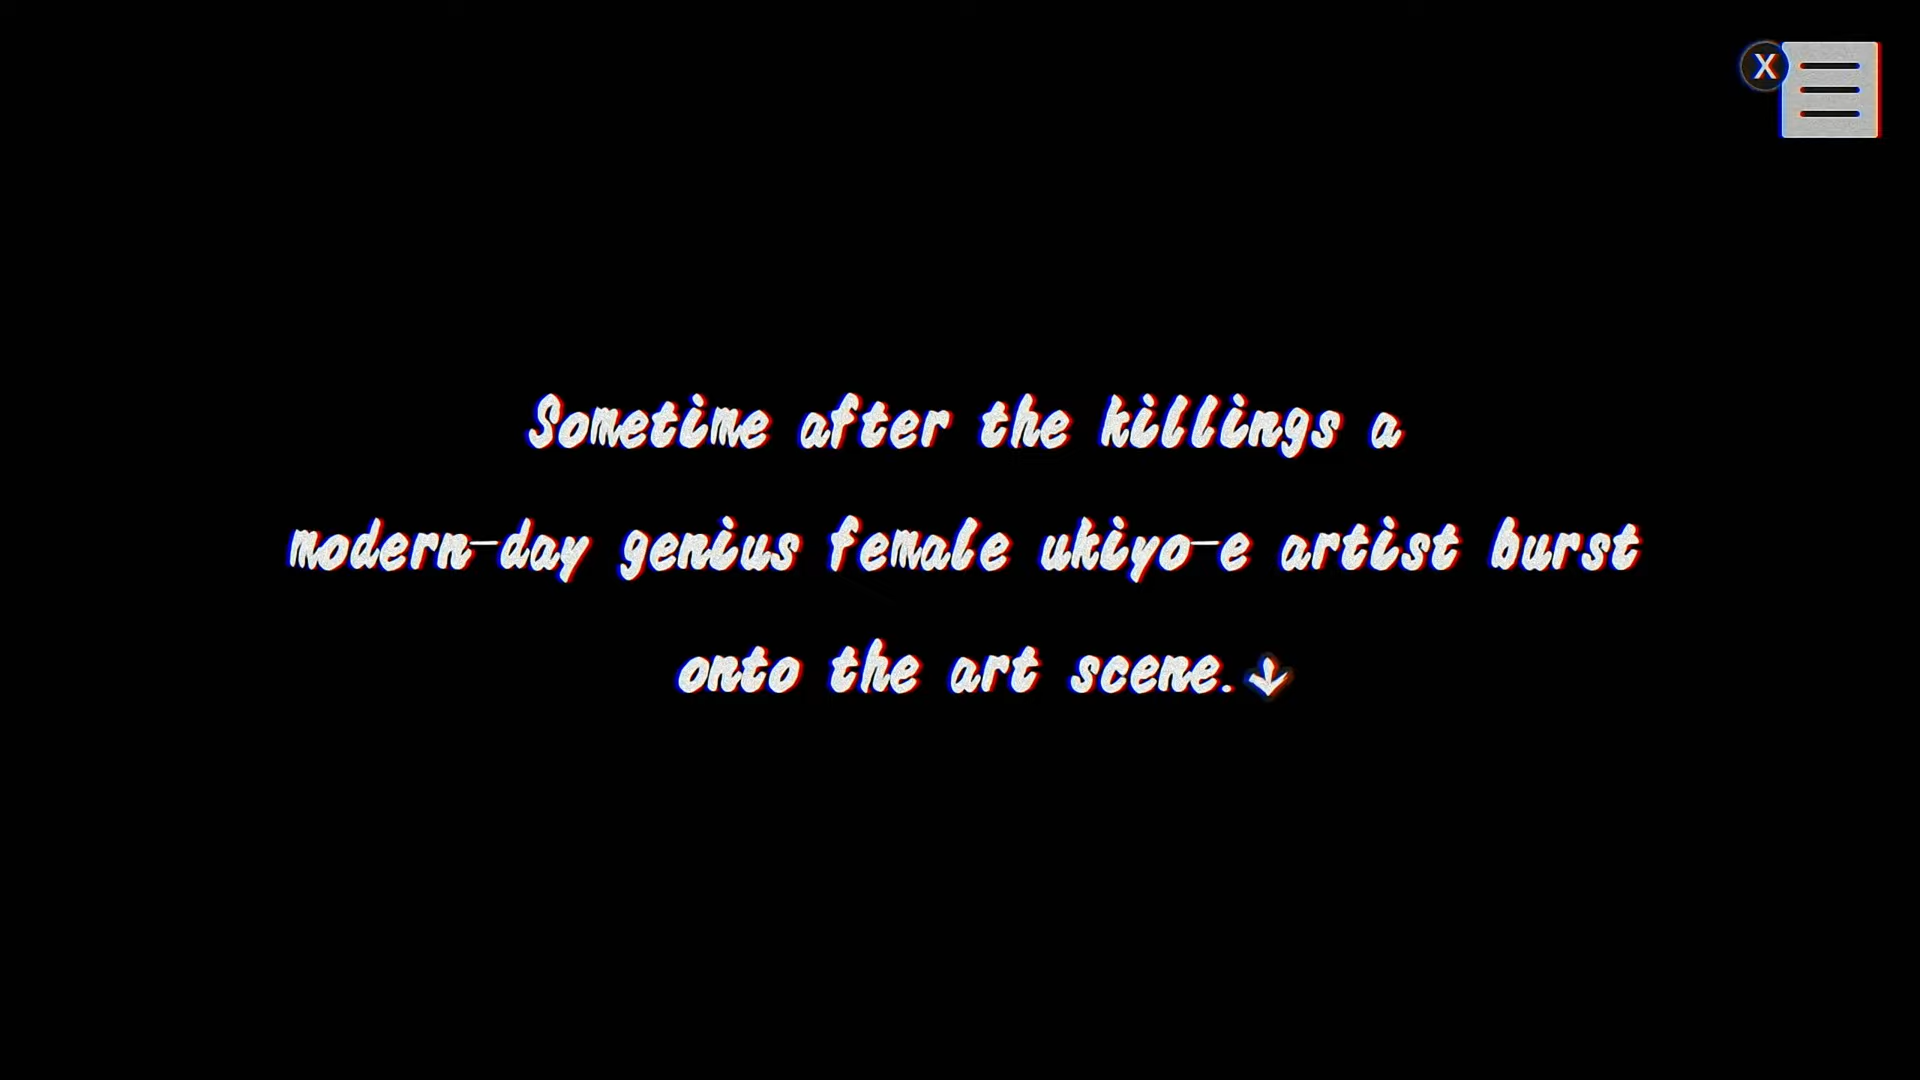 X
Sometime after the killings a
modern-day genius female ukiyo-e artist burst
onto the art scene.